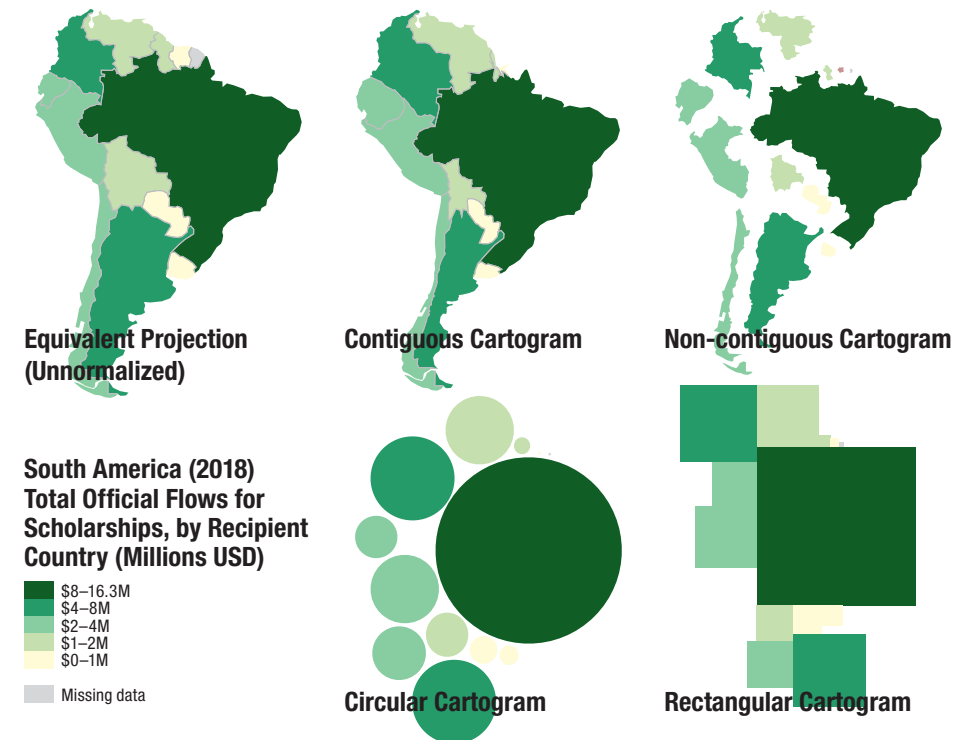 Equivalent Projection
(Unnormalized)
Contiguous Cartogram
Non-contiguous Cartogram
South America (2018)
Total Official Flows for
Scholarships, by Recipient
Country (Millions USD)
$8–16.3M
$4–8M
$2–4M
$1–2M
$0–1M
Missing data
Circular Cartogram
Rectangular Cartogram